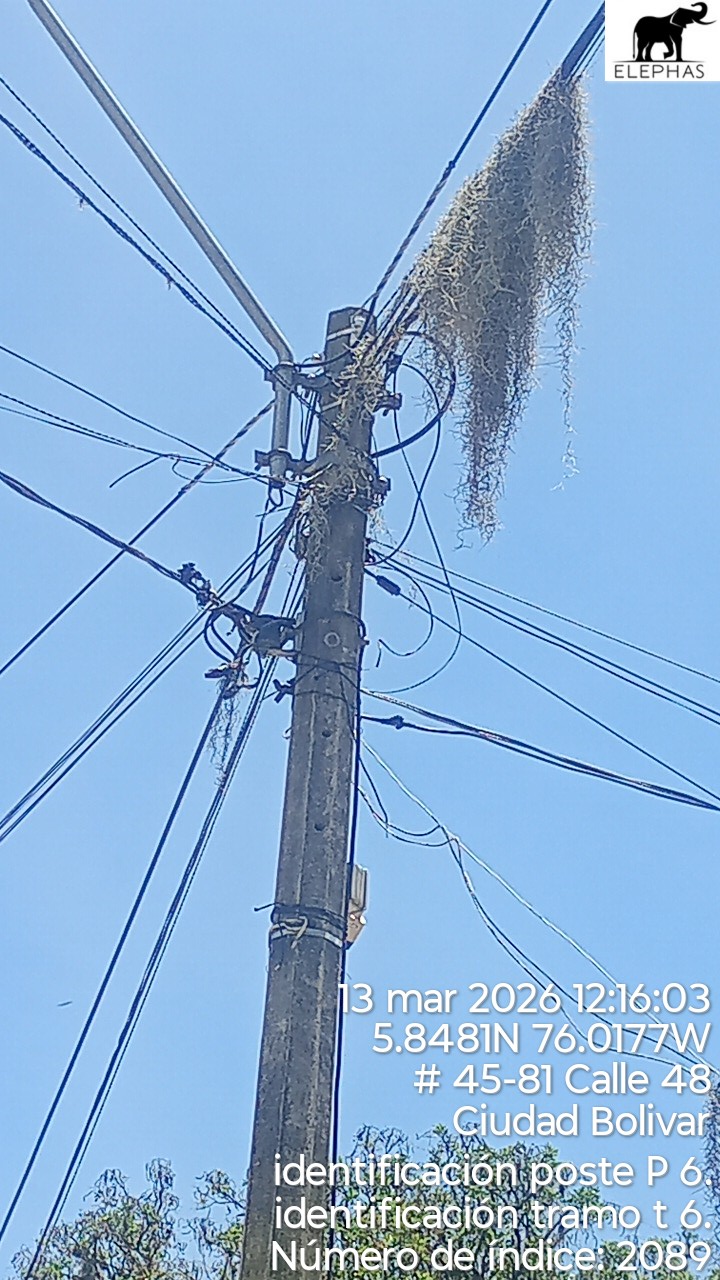 ELEPHAS
13 mar 2026 12:16:03
5.8481N 76.0177W
# 45-81 Calle 48
Ciudad Bolivar
identificación poste P 6.
identificación tramo t 6.
Número de índice: 2089